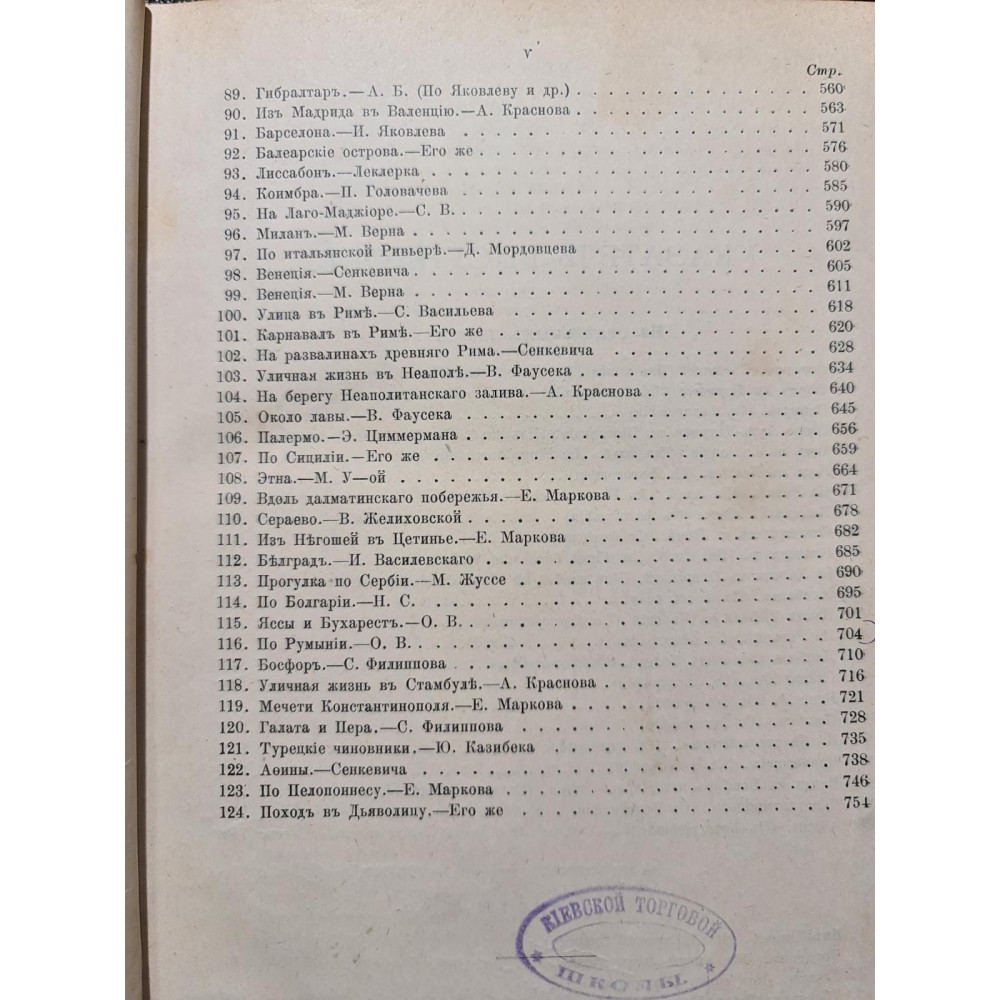 V
Стр.
89. Гибралтаръ.—А. Б. (По Яковлеву и др.) 560
90. Изъ Мадрида въ Валенцію.—А. Краснова 563
91. Барселона.—И. Яковлева 571
92. Балеарскіе острова.—Его же 576
93. Лиссабонъ.—Леклерка 580
94. Коимбра.—П. Головачева 585
95. На Лаго-Маджіоре.—С. В. 590
96. Миланъ.—М. Верна 597
97. По итальянской Ривьерѣ.—Д. Мордовцева 602
98. Венеція.—Сенкевича 605
99. Венеція.—М. Верна 611
100. Улица въ Римѣ.—С. Васильева 618
101. Карнавалъ въ Римѣ.—Его же 620
102. На развалинахъ древняго Рима.—Сенкевича 628
103. Уличная жизнь въ Неаполѣ.—В. Фаусека 634
104. На берегу Неаполитанскаго залива.—А. Краснова 640
105. Около лавы.—В. Фаусека 645
106. Палермо.—Э. Циммермана 656
107. По Сициліи.—Его же 659
108. Этна.—М. У—ой 664
109. Вдоль далматинскаго побережья.—Е. Маркова 671
110. Сераево.—В. Желиховской 678
111. Изъ Нѣгошей въ Цетинье.—Е. Маркова 682
112. Бѣлградъ.—И. Василевскаго 685
113. Прогулка по Сербіи.—М. Жуссе 690
114. По Болгаріи.—Н. С. 695
115. Яссы и Бухарестъ.—О. В. 701
116. По Румыніи.—О. В. 704
117. Босфоръ.—С. Филиппова 710
118. Уличная жизнь въ Стамбулѣ.—А. Краснова 716
119. Мечети Константинополя.—Е. Маркова 721
120. Галата и Пера.—С. Филиппова 728
121. Турецкіе чиновники.—Ю. Казибека 735
122. Аѳины.—Сенкевича 738
123. По Пелопоннесу.—Е. Маркова 746
124. Походъ въ Дьяволицу.—Его же 754
КІЕВСКОЙ ТОРГОВОЙ
* ШКОЛЫ *